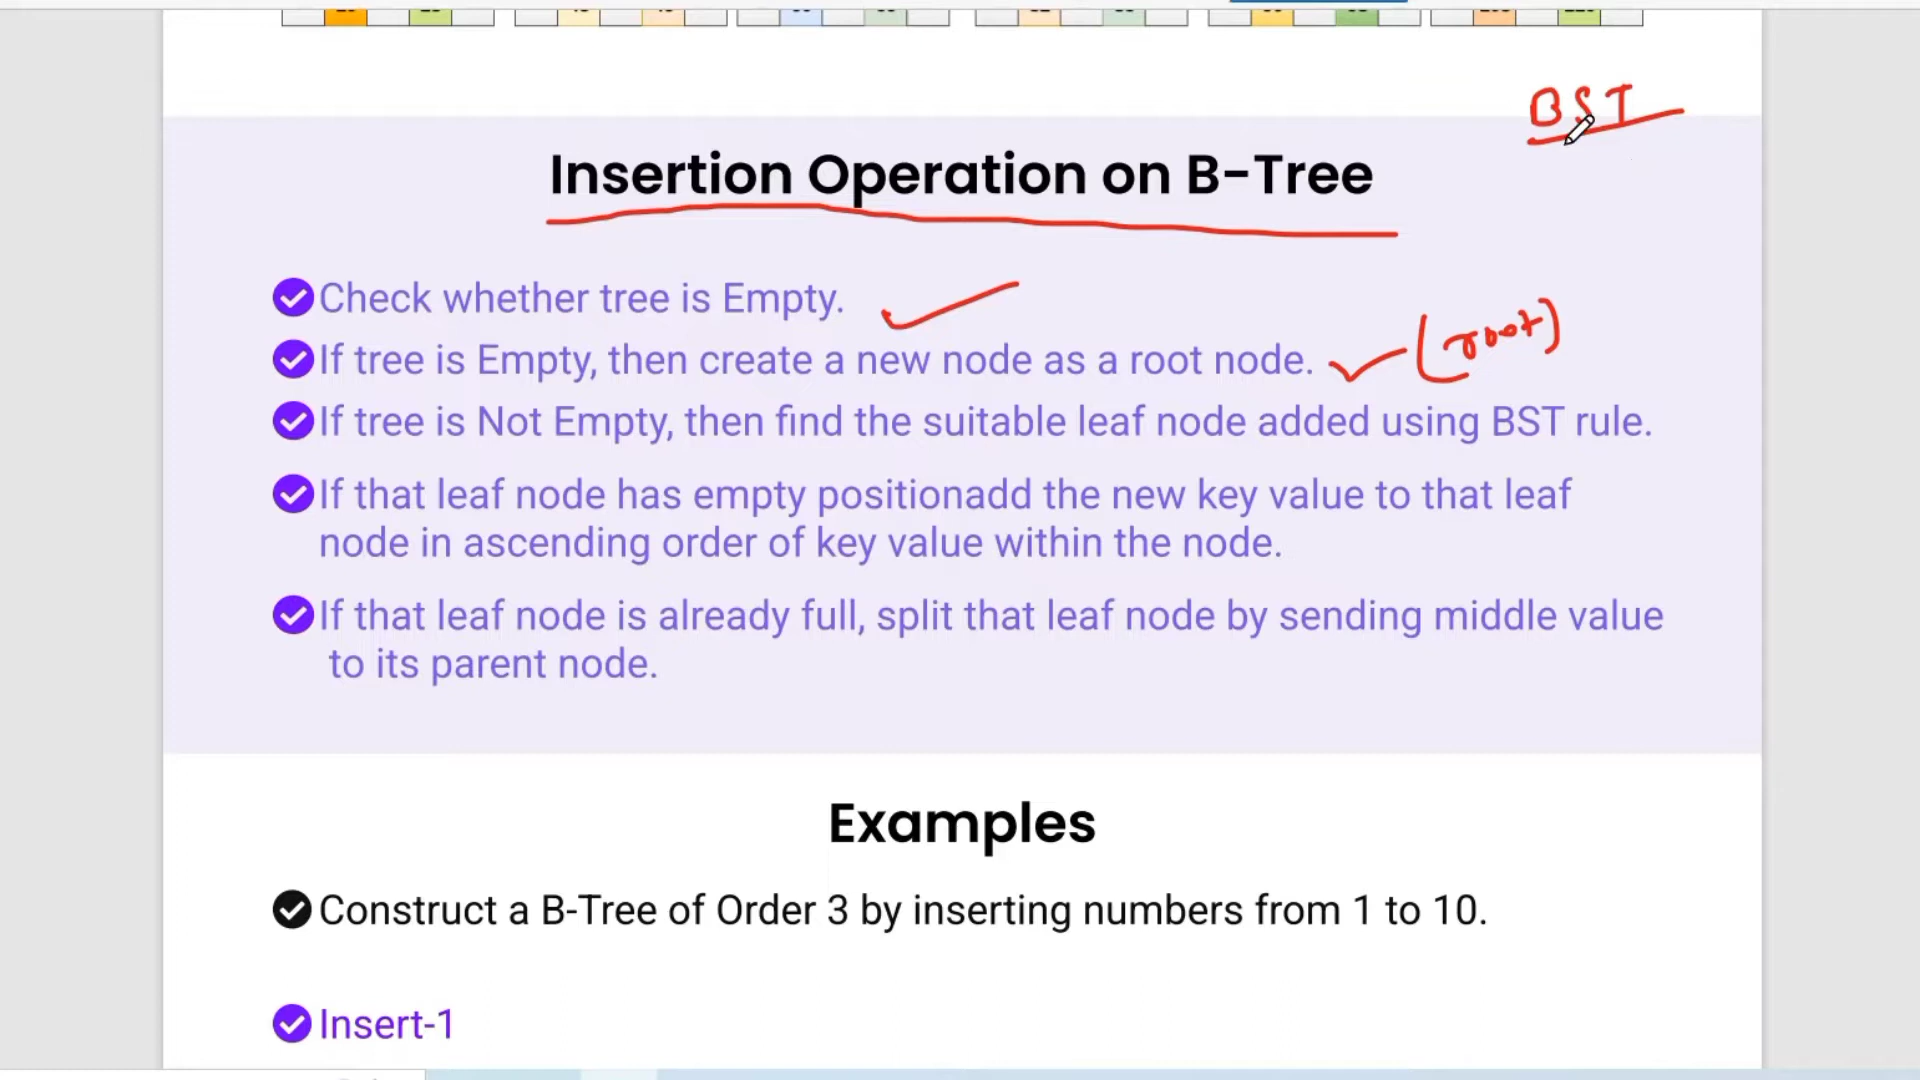 BST
Insertion Operation on B-Tree
Check whether tree is Empty.
If tree is Empty, then create a new node as a root node. (root)
If tree is Not Empty, then find the suitable leaf node added using BST rule.
If that leaf node has empty positionadd the new key value to that leaf
node in ascending order of key value within the node.
If that leaf node is already full, split that leaf node by sending middle value
to its parent node.
Examples
Construct a B-Tree of Order 3 by inserting numbers from 1 to 10.
Insert-1